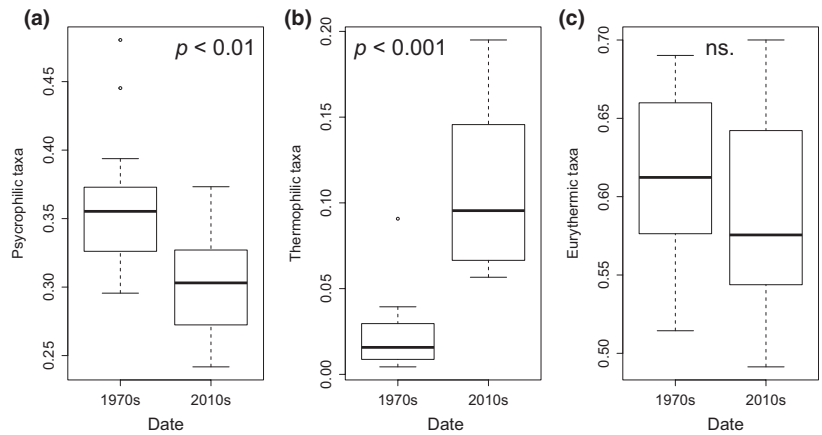 (a)
p < 0.01
Psycrophilic taxa
0.45
0.40
0.35
0.30
0.25
1970s 2010s
Date
(b)
p < 0.001
Thermophilic taxa
0.20
0.15
0.10
0.05
0.00
1970s 2010s
Date
(c)
ns.
Eurythermic taxa
0.70
0.65
0.60
0.55
0.50
1970s 2010s
Date